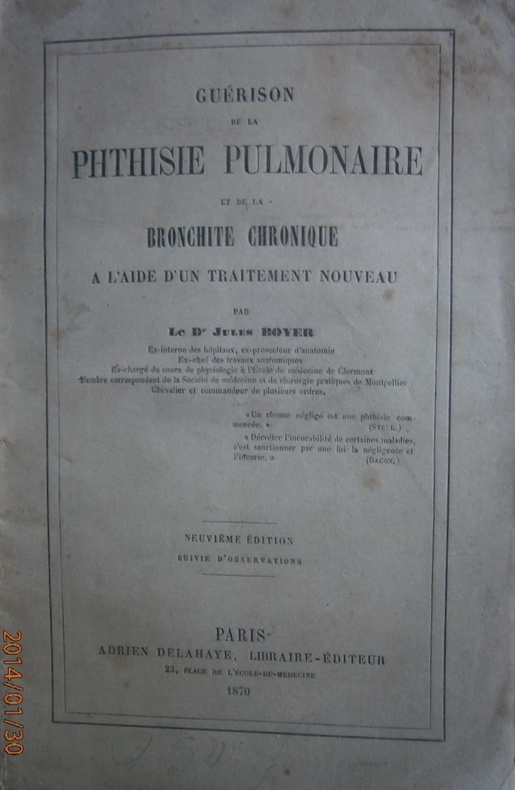 GUÉRISON
DE LA
PHTHISIE PULMONAIRE
ET DE LA
BRONCHITE CHRONIQUE
A L'AIDE D'UN TRAITEMENT NOUVEAU
PAR
Le Dr Jules BOYER
Ex-interne des hôpitaux, ex-prosecteur d'anatomie
Ex-chef des travaux anatomiques
Ex-chargé du cours de physiologie à l'École de médecine de Clermont
Membre correspondant de la Société de médecine et de chirurgie pratiques de Montpellier
Chevalier et commandeur de plusieurs ordres.
« Un rhume négligé est une phthisie com-
mencée. »
« Décréter l'incurabilité de certaines maladies,
c'est sanctionner par une loi la négligence et
l'incurie. » (BACON.)
NEUVIÈME ÉDITION
SUIVIE D'OBSERVATIONS
PARIS
ADRIEN DELAHAYE, LIBRAIRE-ÉDITEUR
23, PLACE DE L'ÉCOLE-DE-MÉDECINE
1870
2014/01/30